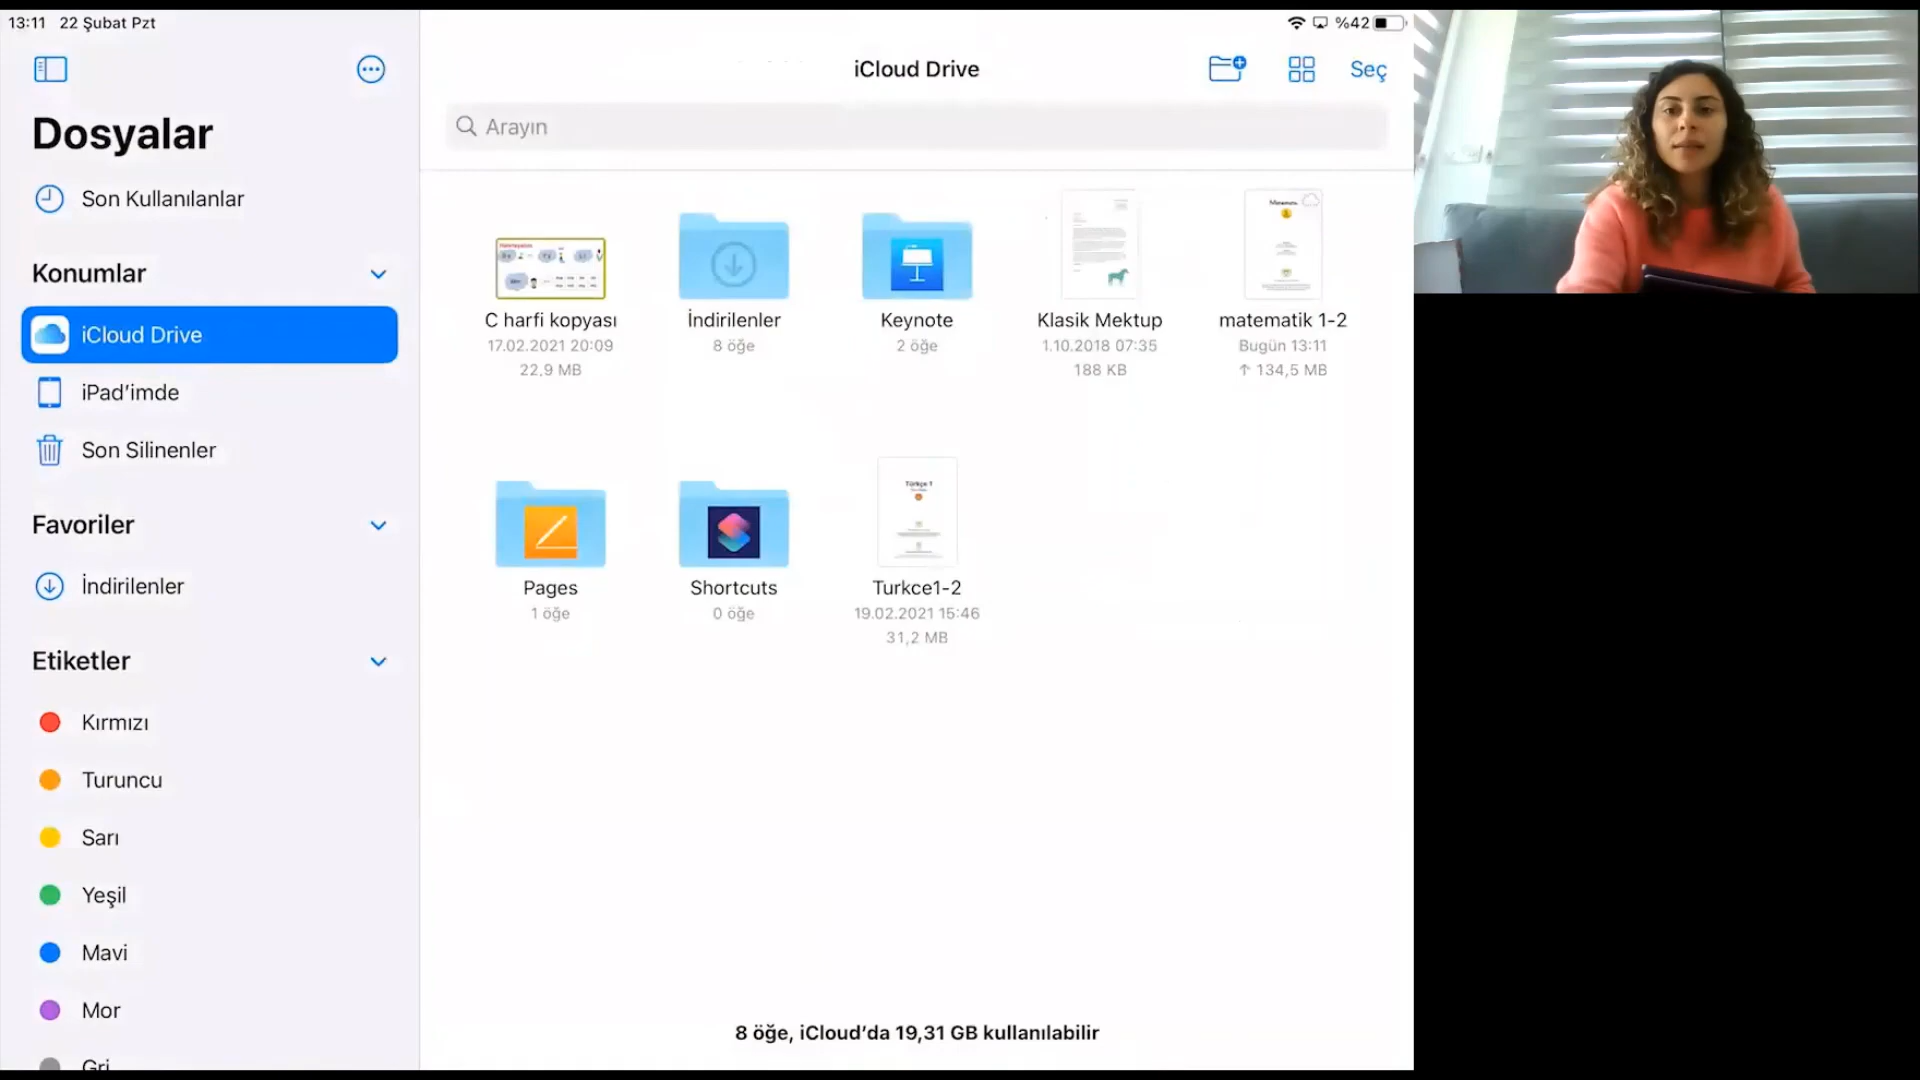 13:11 22 Şubat Pzt
%42
Dosyalar
Son Kullanılanlar
Konumlar
iCloud Drive
iPad'imde
Son Silinenler
Favoriler
İndirilenler
Etiketler
Kırmızı
Turuncu
Sarı
Yeşil
Mavi
Mor
Gri
iCloud Drive
Seç
Arayın
C harfi kopyası
17.02.2021 20:09
22,9 MB
İndirilenler
8 öğe
Keynote
2 öğe
Klasik Mektup
1.10.2018 07:35
188 KB
matematik 1-2
Bugün 13:11
↑ 134,5 MB
Pages
1 öğe
Shortcuts
0 öğe
Türkçe 1
Turkce1-2
19.02.2021 15:46
31,2 MB
8 öğe, iCloud'da 19,31 GB kullanılabilir